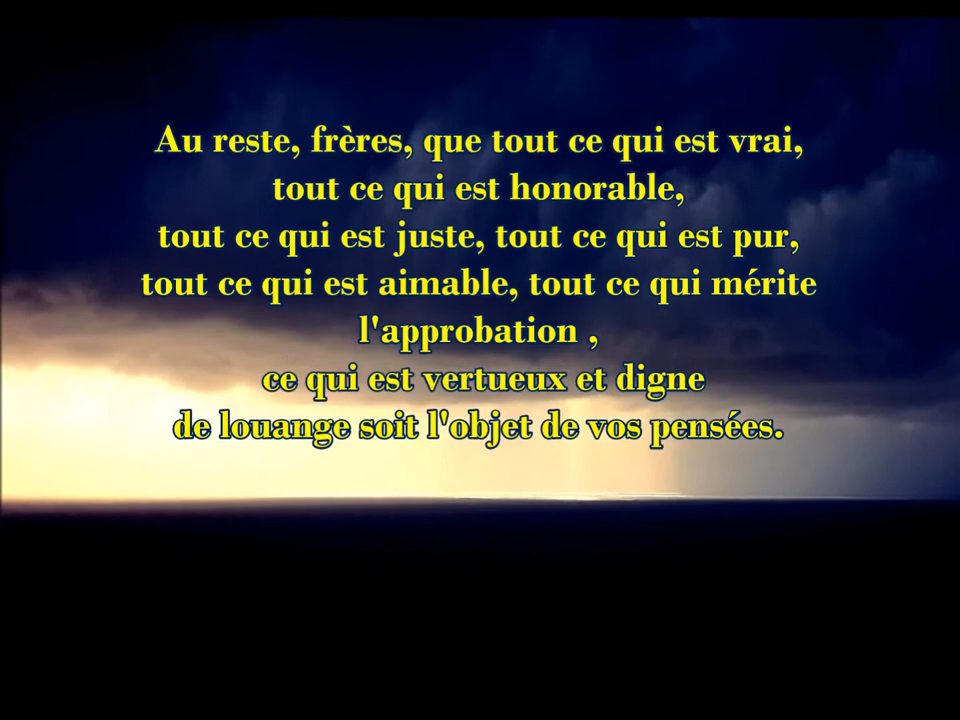 Au reste, frères, que tout ce qui est vrai,
tout ce qui est honorable,
tout ce qui est juste, tout ce qui est pur,
tout ce qui est aimable, tout ce qui mérite
l'approbation ,
ce qui est vertueux et digne
de louange soit l'objet de vos pensées.